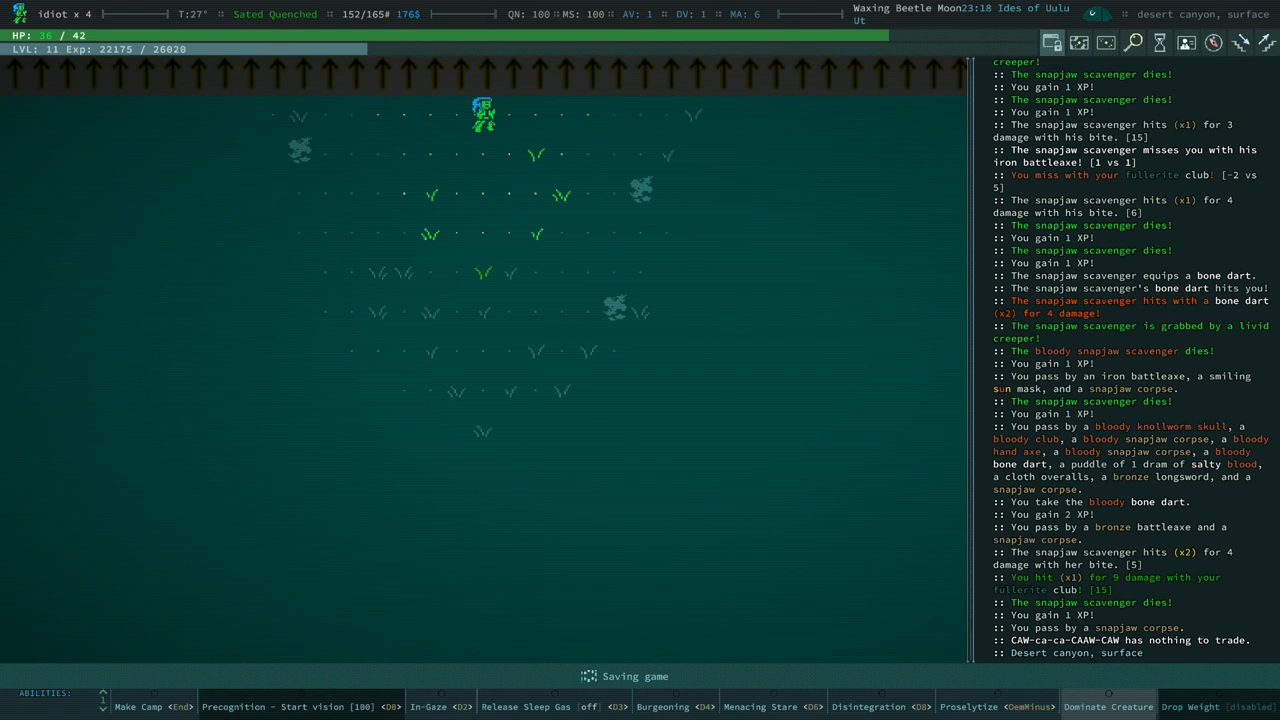 idiot x 4 T:27° :: Sated Quenched :: 152/165# 176$ QN: 100 :: MS: 100 :: AV: 1 :: DV: 1 :: MA: 6 Waxing Beetle Moon 23:18 Ides of Uulu Ut :: desert canyon, surface
HP: 36 / 42
LVL: 11 Exp: 22175 / 26020
creeper!
:: The snapjaw scavenger dies!
:: You gain 1 XP!
:: The snapjaw scavenger dies!
:: You gain 1 XP!
:: The snapjaw scavenger hits (x1) for 3
damage with his bite. [15]
:: The snapjaw scavenger misses you with his
iron battleaxe! [1 vs 1]
:: You miss with your fullerite club! [-2 vs
5]
:: The snapjaw scavenger hits (x1) for 4
damage with his bite. [6]
:: The snapjaw scavenger dies!
:: You gain 1 XP!
:: The snapjaw scavenger dies!
:: You gain 1 XP!
:: The snapjaw scavenger equips a bone dart.
:: The snapjaw scavenger's bone dart hits you!
:: The snapjaw scavenger hits with a bone dart
(x2) for 4 damage!
:: The snapjaw scavenger is grabbed by a livid
creeper!
:: The bloody snapjaw scavenger dies!
:: You gain 1 XP!
:: You pass by an iron battleaxe, a smiling
sun mask, and a snapjaw corpse.
:: The snapjaw scavenger dies!
:: You gain 1 XP!
:: You pass by a bloody knollworm skull, a
bloody club, a bloody snapjaw corpse, a bloody
hand axe, a bloody snapjaw corpse, a bloody
bone dart, a puddle of 1 dram of salty blood,
a cloth overalls, a bronze longsword, and a
snapjaw corpse.
:: You take the bloody bone dart.
:: You gain 2 XP!
:: You pass by a bronze battleaxe and a
snapjaw corpse.
:: The snapjaw scavenger hits (x2) for 4
damage with her bite. [5]
:: You hit (x1) for 9 damage with your
fullerite club! [15]
:: The snapjaw scavenger dies!
:: You gain 1 XP!
:: You pass by a snapjaw corpse.
:: CAW-ca-ca-CAAW-CAW has nothing to trade.
:: Desert canyon, surface
Saving game
ABILITIES: 1 Make Camp <End> Precognition - Start vision [100] <D0> In-Gaze <D2> Release Sleep Gas [off] <D3> Burgeoning <D4> Menacing Stare <D6> Disintegration <D8> Proselytize <OemMinus> Dominate Creature Drop Weight [disabled]